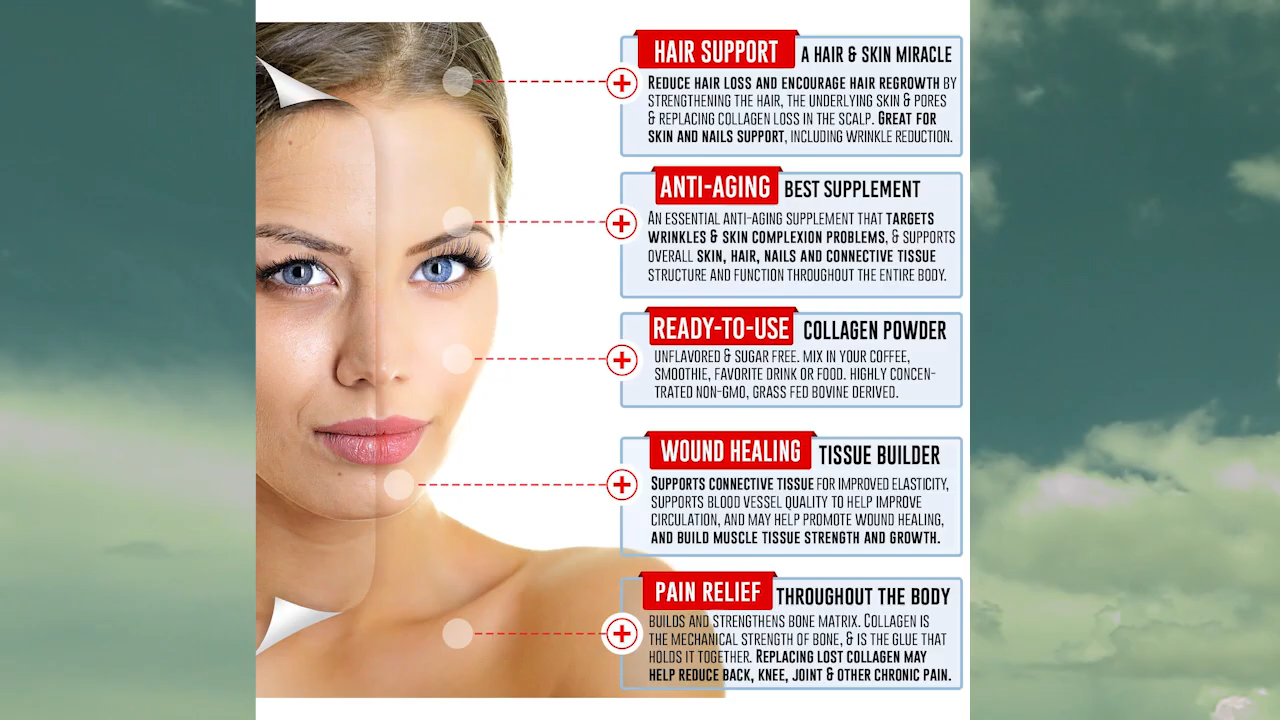 HAIR SUPPORT A HAIR & SKIN MIRACLE
REDUCE HAIR LOSS AND ENCOURAGE HAIR REGROWTH BY
STRENGTHENING THE HAIR, THE UNDERLYING SKIN & PORES
& REPLACING COLLAGEN LOSS IN THE SCALP. GREAT FOR
SKIN AND NAILS SUPPORT, INCLUDING WRINKLE REDUCTION.
ANTI-AGING BEST SUPPLEMENT
AN ESSENTIAL ANTI-AGING SUPPLEMENT THAT TARGETS
WRINKLES & SKIN COMPLEXION PROBLEMS, & SUPPORTS
OVERALL SKIN, HAIR, NAILS AND CONNECTIVE TISSUE
STRUCTURE AND FUNCTION THROUGHOUT THE ENTIRE BODY.
READY-TO-USE COLLAGEN POWDER
UNFLAVORED & SUGAR FREE. MIX IN YOUR COFFEE,
SMOOTHIE, FAVORITE DRINK OR FOOD. HIGHLY CONCEN-
TRATED NON-GMO, GRASS FED BOVINE DERIVED.
WOUND HEALING TISSUE BUILDER
SUPPORTS CONNECTIVE TISSUE FOR IMPROVED ELASTICITY,
SUPPORTS BLOOD VESSEL QUALITY TO HELP IMPROVE
CIRCULATION, AND MAY HELP PROMOTE WOUND HEALING,
AND BUILD MUSCLE TISSUE STRENGTH AND GROWTH.
PAIN RELIEF THROUGHOUT THE BODY
BUILDS AND STRENGTHENS BONE MATRIX. COLLAGEN IS
THE MECHANICAL STRENGTH OF BONE, & IS THE GLUE THAT
HOLDS IT TOGETHER. REPLACING LOST COLLAGEN MAY
HELP REDUCE BACK, KNEE, JOINT & OTHER CHRONIC PAIN.